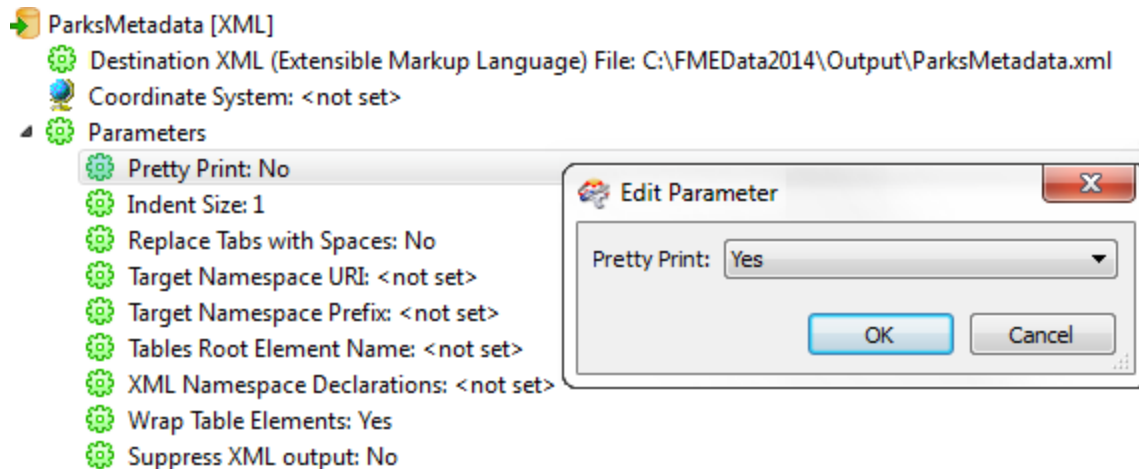 ParksMetadata [XML]
Destination XML (Extensible Markup Language) File: C:\FMEData2014\Output\ParksMetadata.xml
Coordinate System: <not set>
Parameters
Pretty Print: No
Indent Size: 1
Replace Tabs with Spaces: No
Target Namespace URI: <not set>
Target Namespace Prefix: <not set>
Tables Root Element Name: <not set>
XML Namespace Declarations: <not set>
Wrap Table Elements: Yes
Suppress XML output: No
Edit Parameter
Pretty Print: Yes
OK Cancel